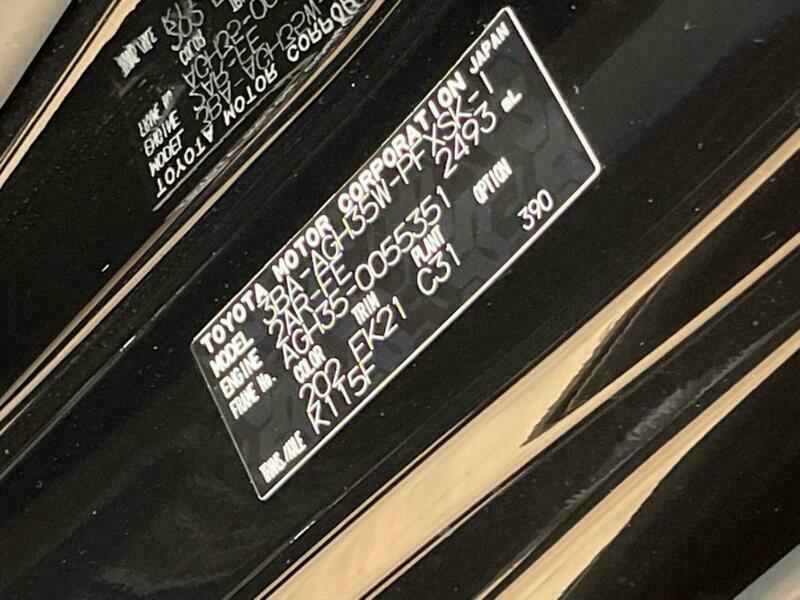 TOYOTA MOTOR CORPORATION JAPAN
MODEL 3BA-AGH35W-PFXSK-1
ENGINE 2AR-FE 2493 mL
FRAME No. AGH35-0055351
COLOR TRIM PLANT OPTION
202 FK21 C31 390
TRANS./AXLE K115F